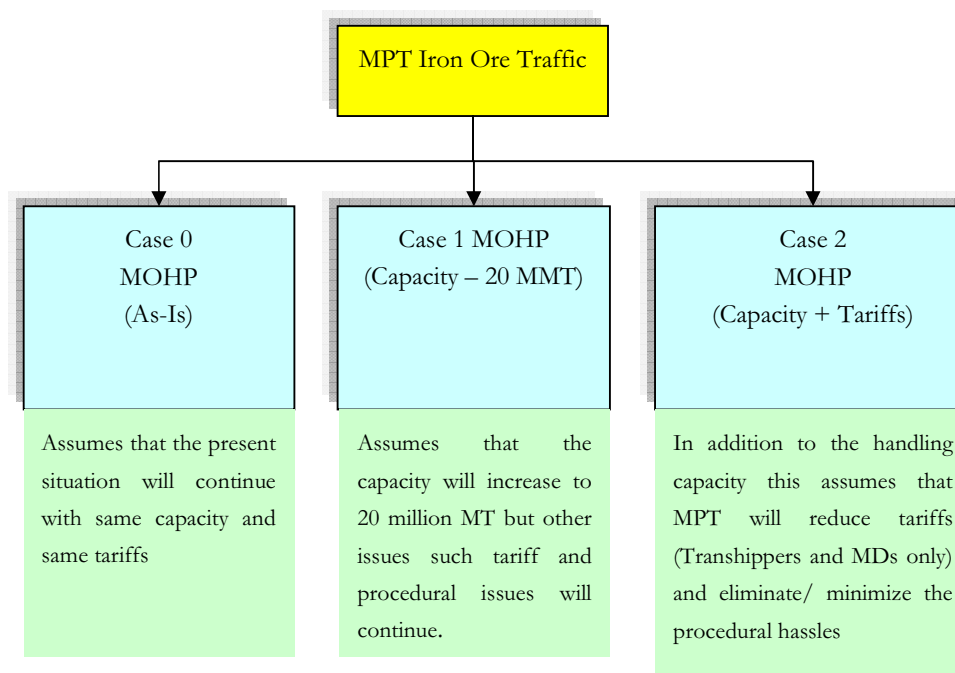 MPT Iron Ore Traffic
Case 0
MOHP
(As-Is)
Assumes that the present
situation will continue
with same capacity and
same tariffs
Case 1 MOHP
(Capacity – 20 MMT)
Assumes that the
capacity will increase to
20 million MT but other
issues such tariff and
procedural issues will
continue.
Case 2
MOHP
(Capacity + Tariffs)
In addition to the handling
capacity this assumes that
MPT will reduce tariffs
(Transhippers and MDs only)
and eliminate/ minimize the
procedural hassles